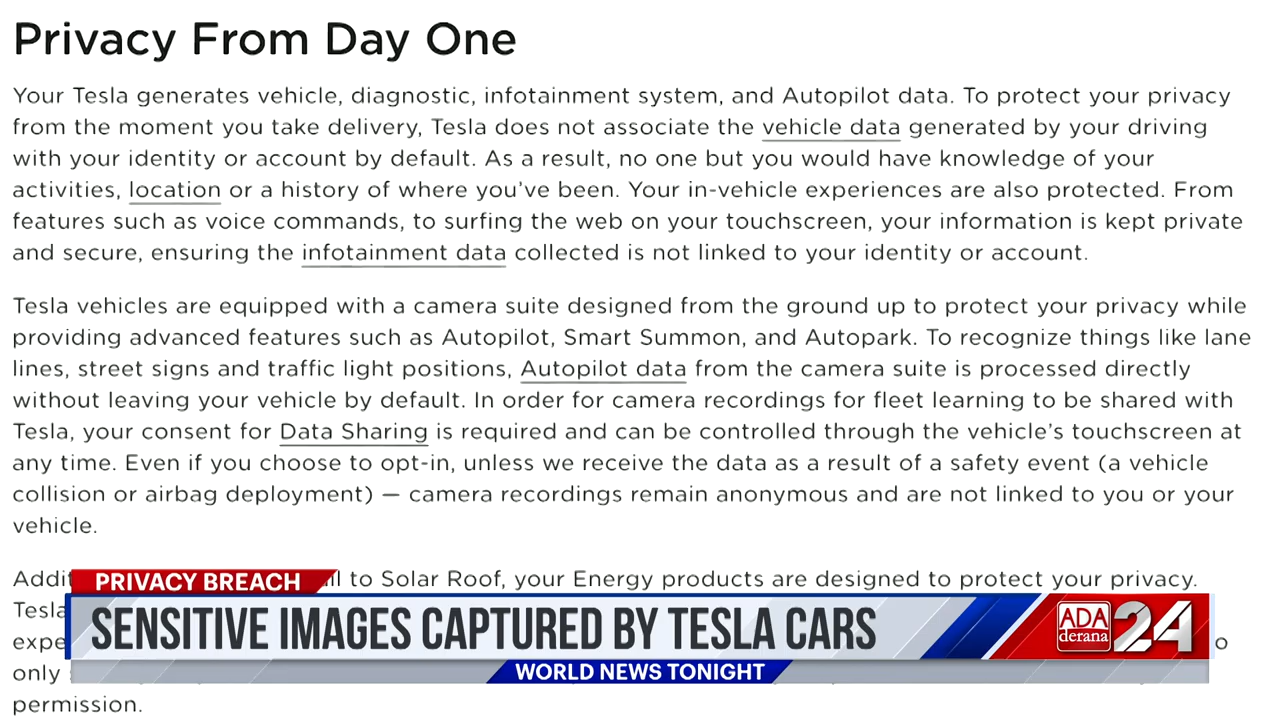 Privacy From Day One
Your Tesla generates vehicle, diagnostic, infotainment system, and Autopilot data. To protect your privacy
from the moment you take delivery, Tesla does not associate the vehicle data generated by your driving
with your identity or account by default. As a result, no one but you would have knowledge of your
activities, location or a history of where you've been. Your in-vehicle experiences are also protected. From
features such as voice commands, to surfing the web on your touchscreen, your information is kept private
and secure, ensuring the infotainment data collected is not linked to your identity or account.
Tesla vehicles are equipped with a camera suite designed from the ground up to protect your privacy while
providing advanced features such as Autopilot, Smart Summon, and Autopark. To recognize things like lane
lines, street signs and traffic light positions, Autopilot data from the camera suite is processed directly
without leaving your vehicle by default. In order for camera recordings for fleet learning to be shared with
Tesla, your consent for Data Sharing is required and can be controlled through the vehicle's touchscreen at
any time. Even if you choose to opt-in, unless we receive the data as a result of a safety event (a vehicle
collision or airbag deployment) — camera recordings remain anonymous and are not linked to you or your
vehicle.
to Solar Roof, your Energy products are designed to protect your privacy.
Tesla
only
permission.
PRIVACY BREACH
SENSITIVE IMAGES CAPTURED BY TESLA CARS
ADA derana 24
WORLD NEWS TONIGHT